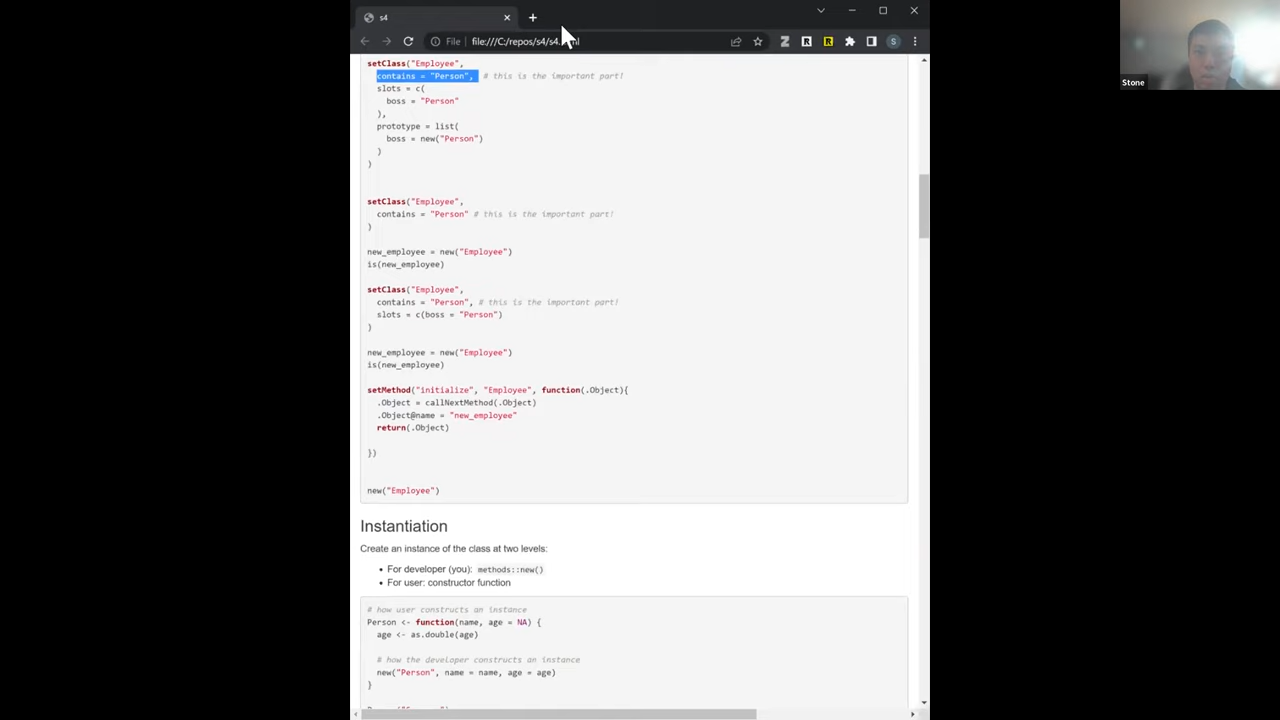 s4
File
file:///C:/repos/s4/s4.
setClass("Employee",
contains = "Person", # this is the important part!
slots = c(
boss = "Person"
),
prototype = list(
boss = new("Person")
)
)
setClass("Employee",
contains = "Person" # this is the important part!
)
new_employee = new("Employee")
is(new_employee)
setClass("Employee",
contains = "Person", # this is the important part!
slots = c(boss = "Person")
)
new_employee = new("Employee")
is(new_employee)
setMethod("initialize", "Employee", function(.Object){
.Object = callNextMethod(.Object)
.Object@name = "new_employee"
return(.Object)
})
new("Employee")
Instantiation
Create an instance of the class at two levels:
• For developer (you): methods::new()
• For user: constructor function
# how user constructs an instance
Person <- function(name, age = NA) {
age <- as.double(age)
# how the developer constructs an instance
new("Person", name = name, age = age)
}
Stone